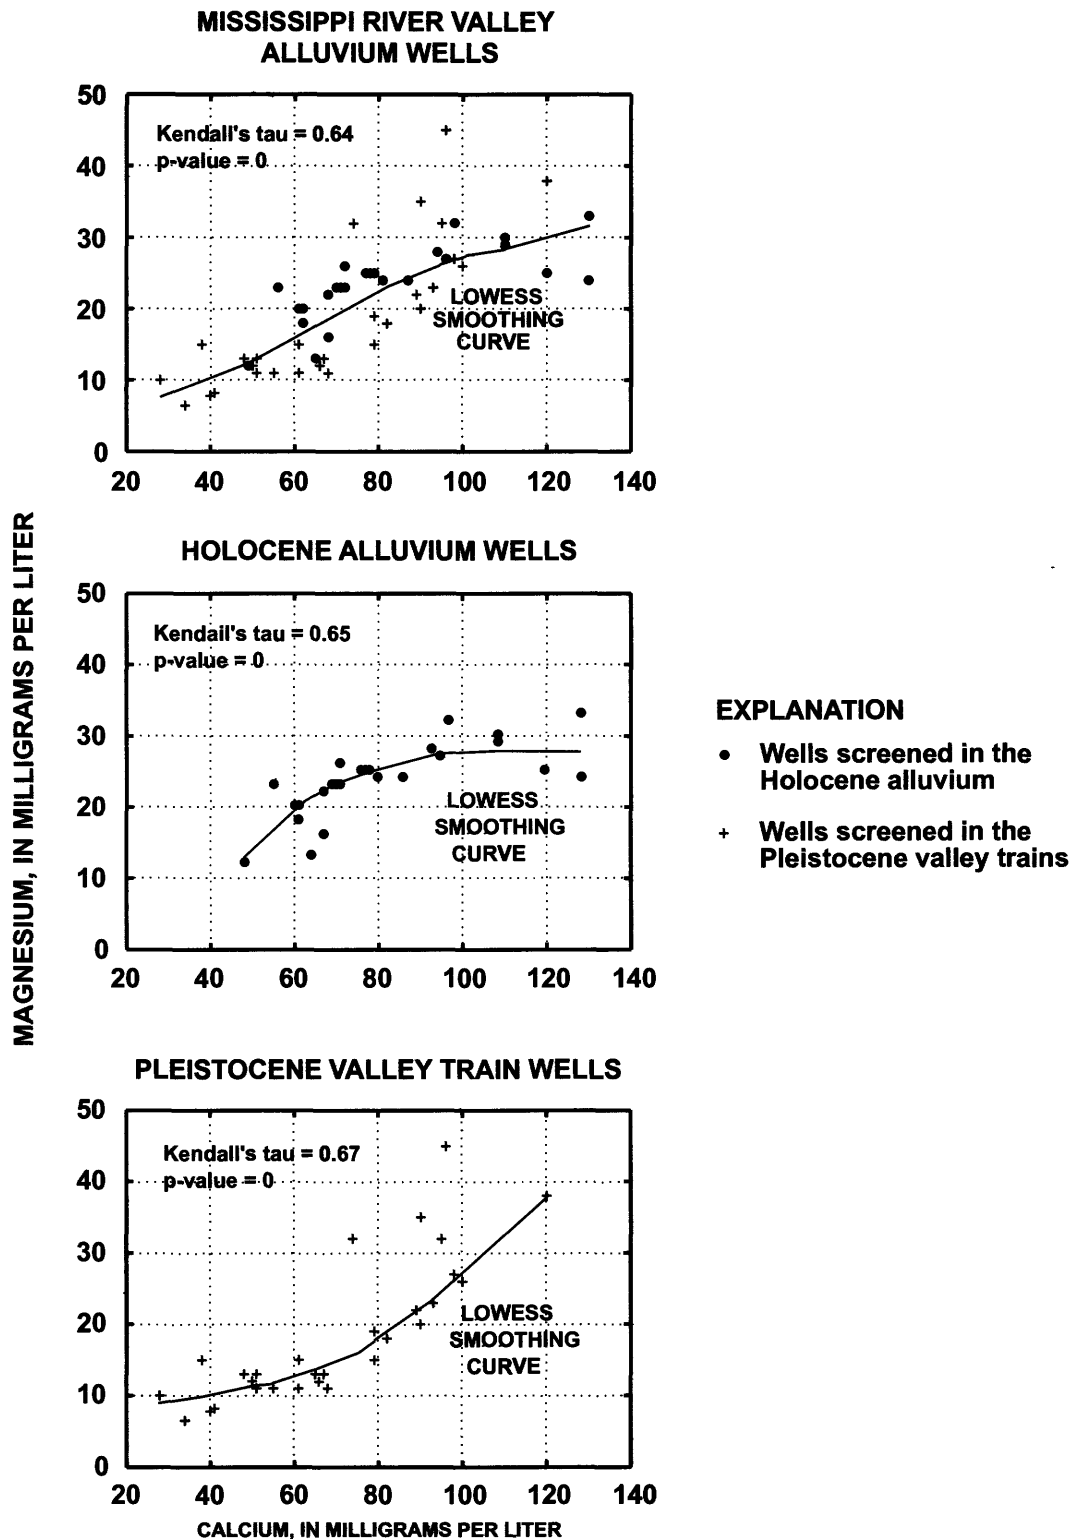 MISSISSIPPI RIVER VALLEY
ALLUVIUM WELLS
50
40
30
20
10
0
Kendall's tau = 0.64
p-value = 0
LOWESS
SMOOTHING
CURVE
20 40 60 80 100 120 140
HOLOCENE ALLUVIUM WELLS
50
40
30
20
10
0
Kendall's tau = 0.65
p-value = 0
LOWESS
SMOOTHING
CURVE
20 40 60 80 100 120 140
MAGNESIUM, IN MILLIGRAMS PER LITER
EXPLANATION
Wells screened in the
Holocene alluvium
Wells screened in the
Pleistocene valley trains
PLEISTOCENE VALLEY TRAIN WELLS
50
40
30
20
10
0
Kendall's tau = 0.67
p-value = 0
LOWESS
SMOOTHING
CURVE
20 40 60 80 100 120 140
CALCIUM, IN MILLIGRAMS PER LITER